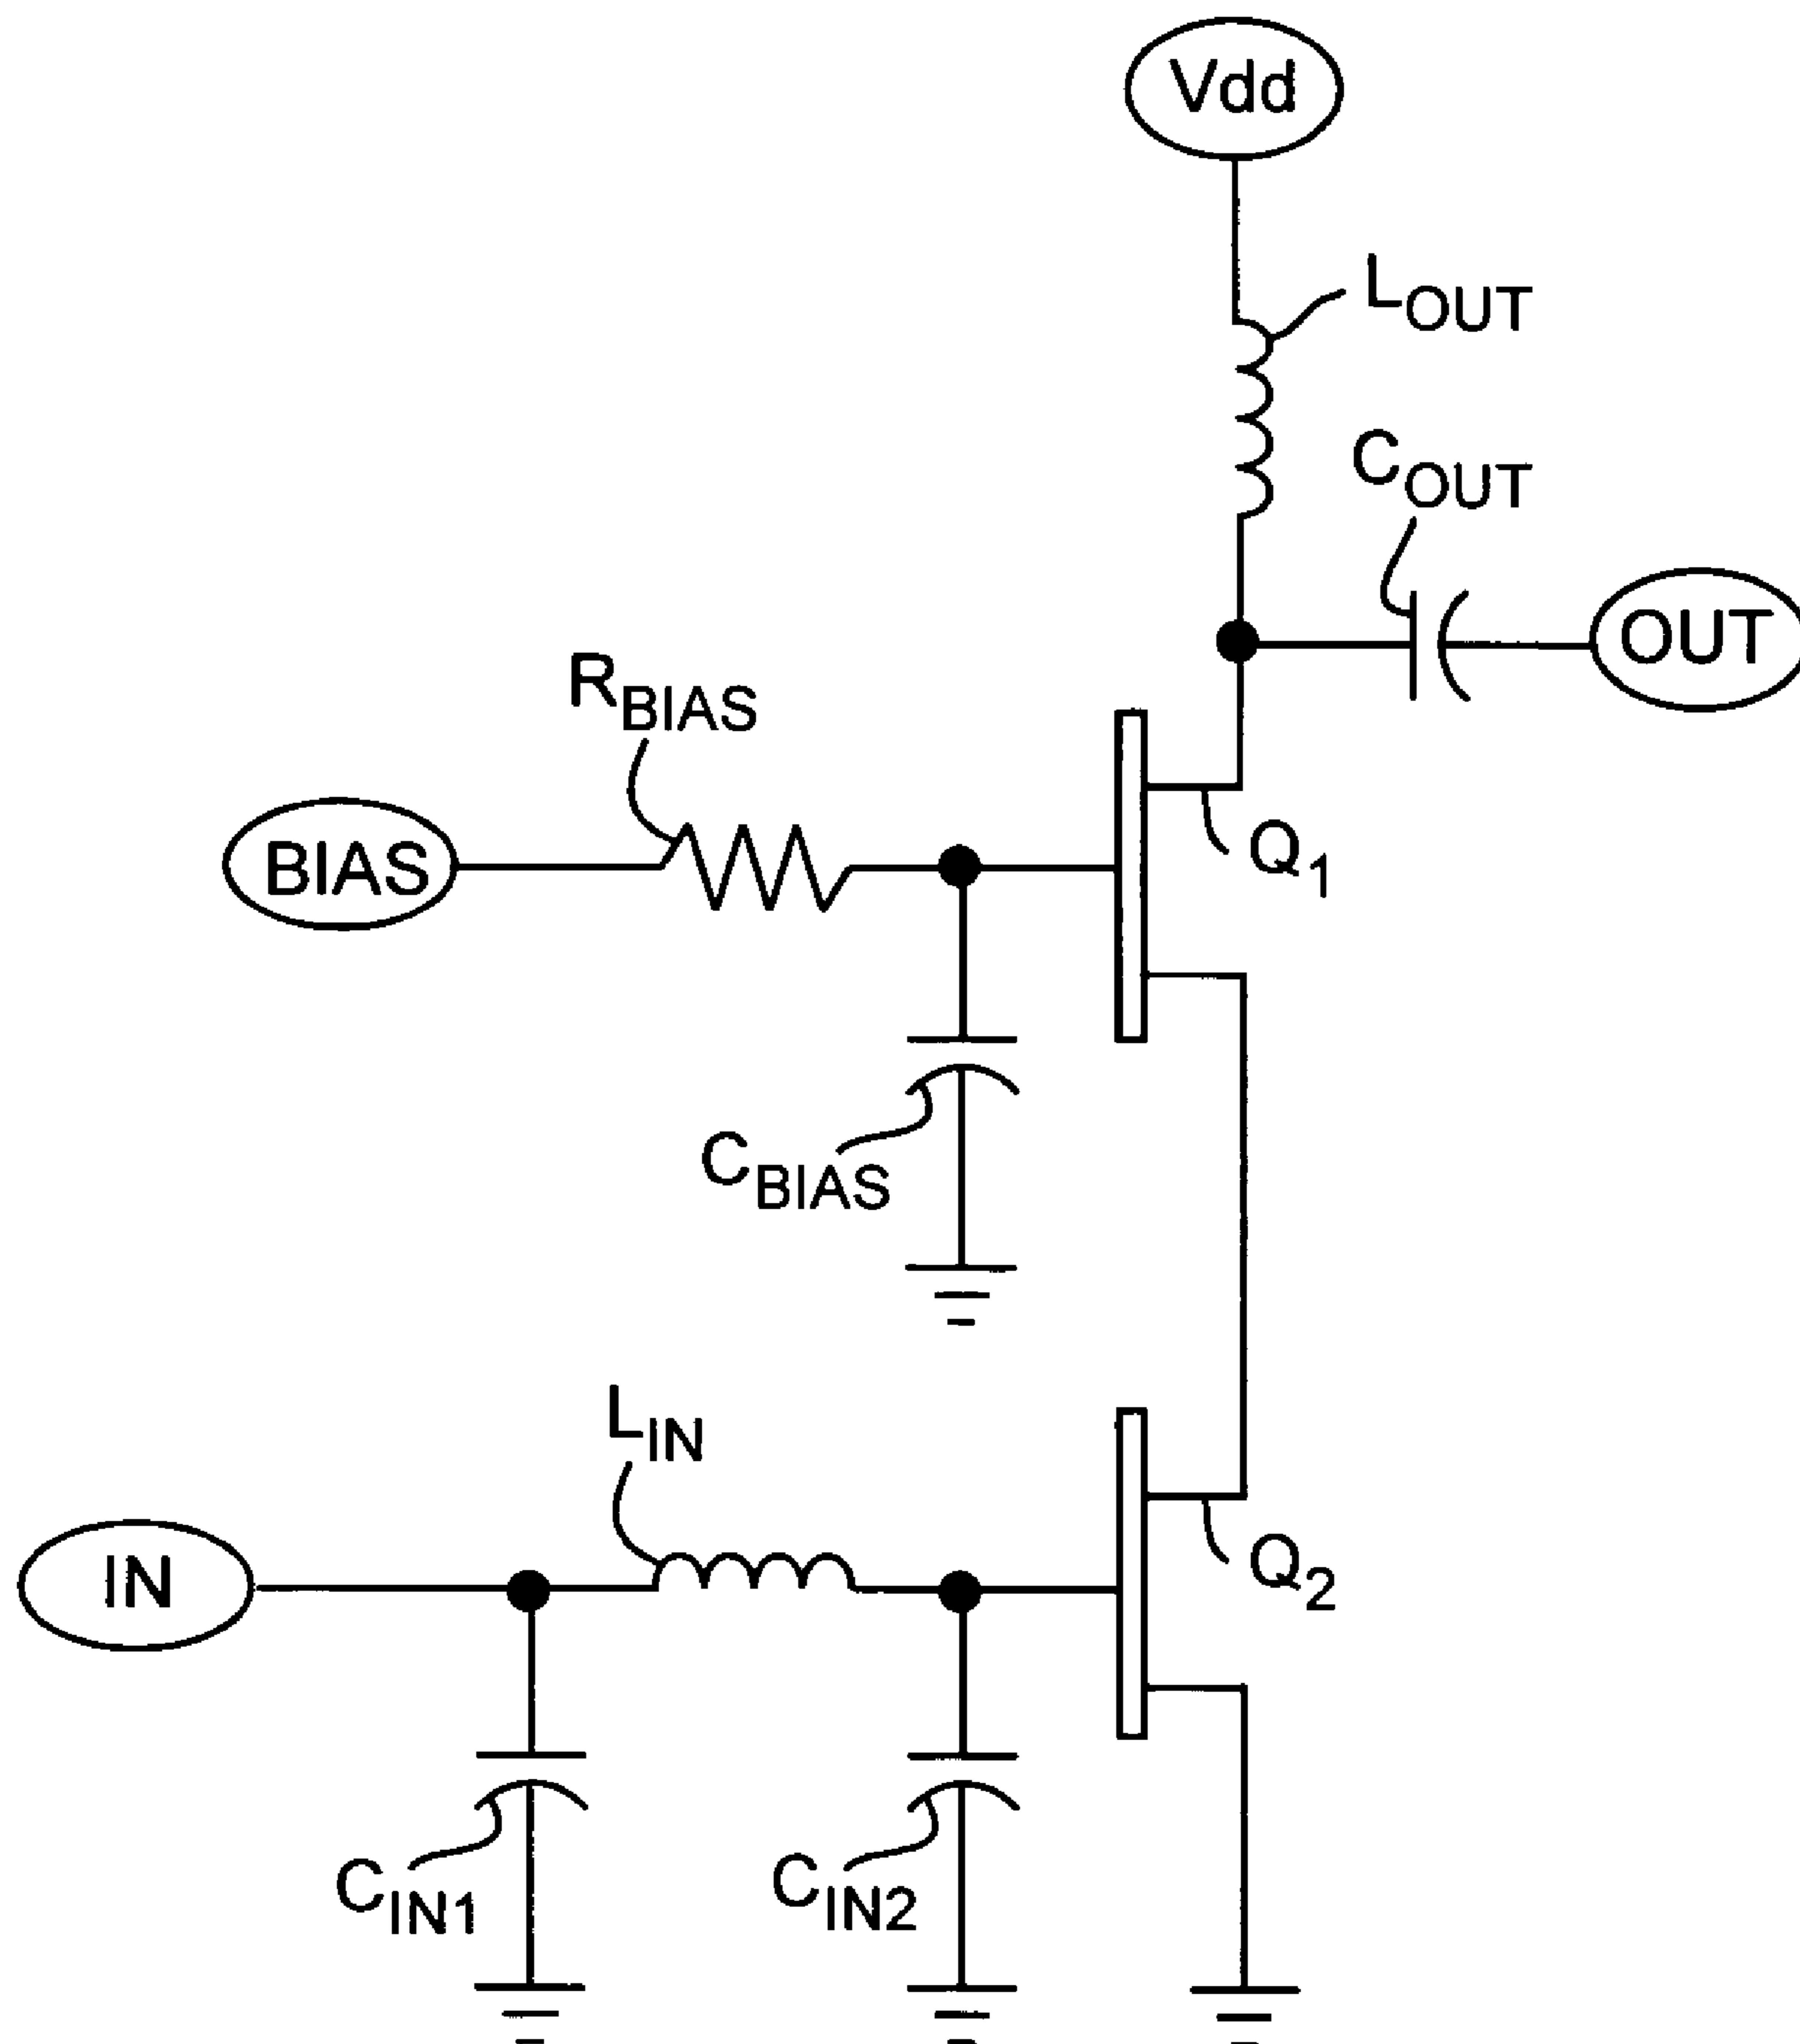 Vdd
LOUT
COUT
OUT
RBIAS
BIAS
Q1
CBIAS
LIN
IN
Q2
CIN1
CIN2